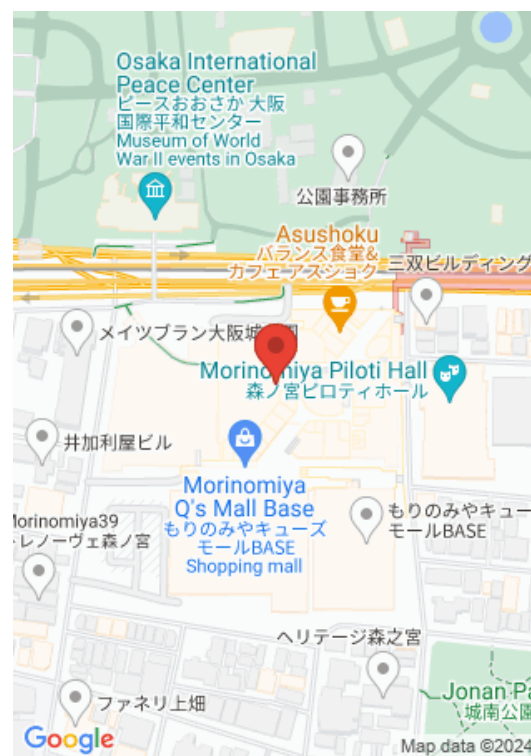 Osaka International
Peace Center
ピースおおさか 大阪
国際平和センター
Museum of World
War II events in Osaka
公園事務所
Asushoku
バランス食堂&
カフェ アスショク
三双ビルディング
メイツブラン大阪城 園
Morinomiya Piloti Hall
森ノ宮ピロティホール
井加利屋ビル
Morinomiya
Q's Mall Base
もりのみやキューズ
モールBASE
Shopping mall
もりのみやキュー
モールBASE
Morinomiya39
トレノーヴェ森ノ宮
ヘリテージ森之宮
Jonan Pa
城南公園
ファネリ上畑
Google
Map data ©202